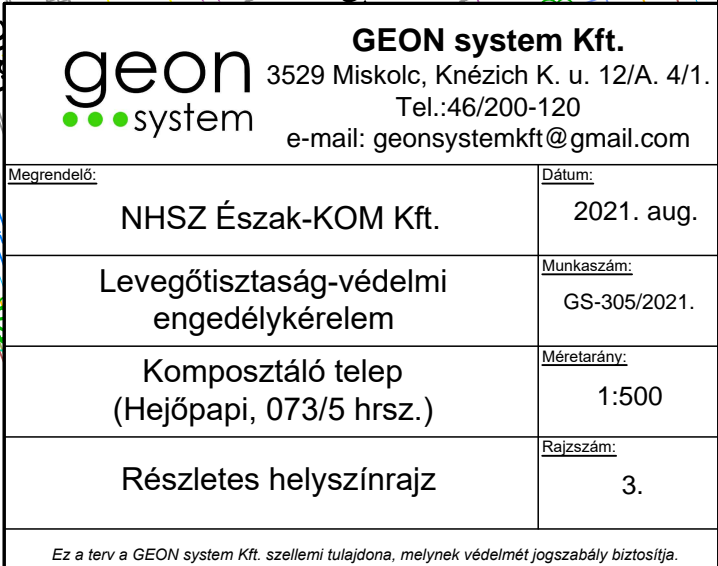 geon
system
GEON system Kft.
3529 Miskolc, Knézich K. u. 12/A. 4/1.
Tel.:46/200-120
e-mail: geonsystemkft@gmail.com
Megrendelő:
NHSZ Észak-KOM Kft.
Dátum:
2021. aug.
Levegőtisztaság-védelmi
engedélykérelem
Munkaszám:
GS-305/2021.
Komposztáló telep
(Hejőpapi, 073/5 hrsz.)
Méretarány:
1:500
Részletes helyszínrajz
Rajzszám:
3.
Ez a terv a GEON system Kft. szellemi tulajdona, melynek védelmét jogszabály biztosítja.